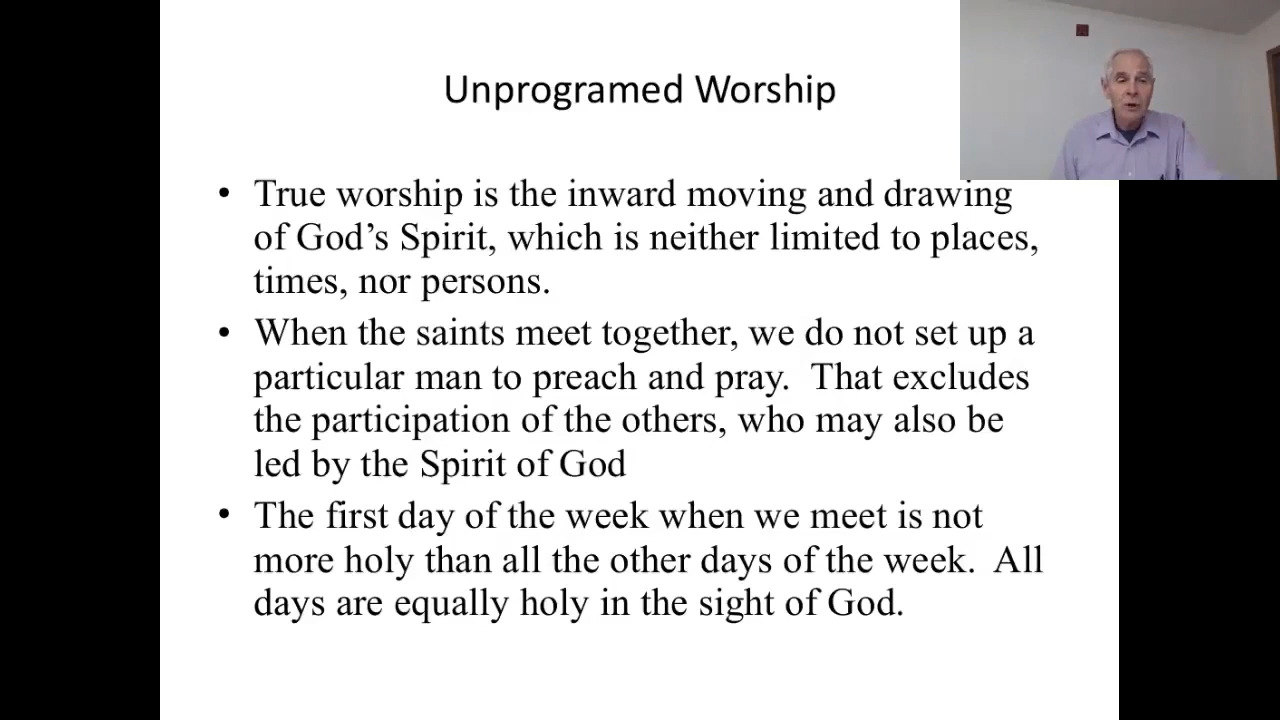 Unprogramed Worship
• True worship is the inward moving and drawing
of God’s Spirit, which is neither limited to places,
times, nor persons.
• When the saints meet together, we do not set up a
particular man to preach and pray.  That excludes
the participation of the others, who may also be
led by the Spirit of God
• The first day of the week when we meet is not
more holy than all the other days of the week.  All
days are equally holy in the sight of God.